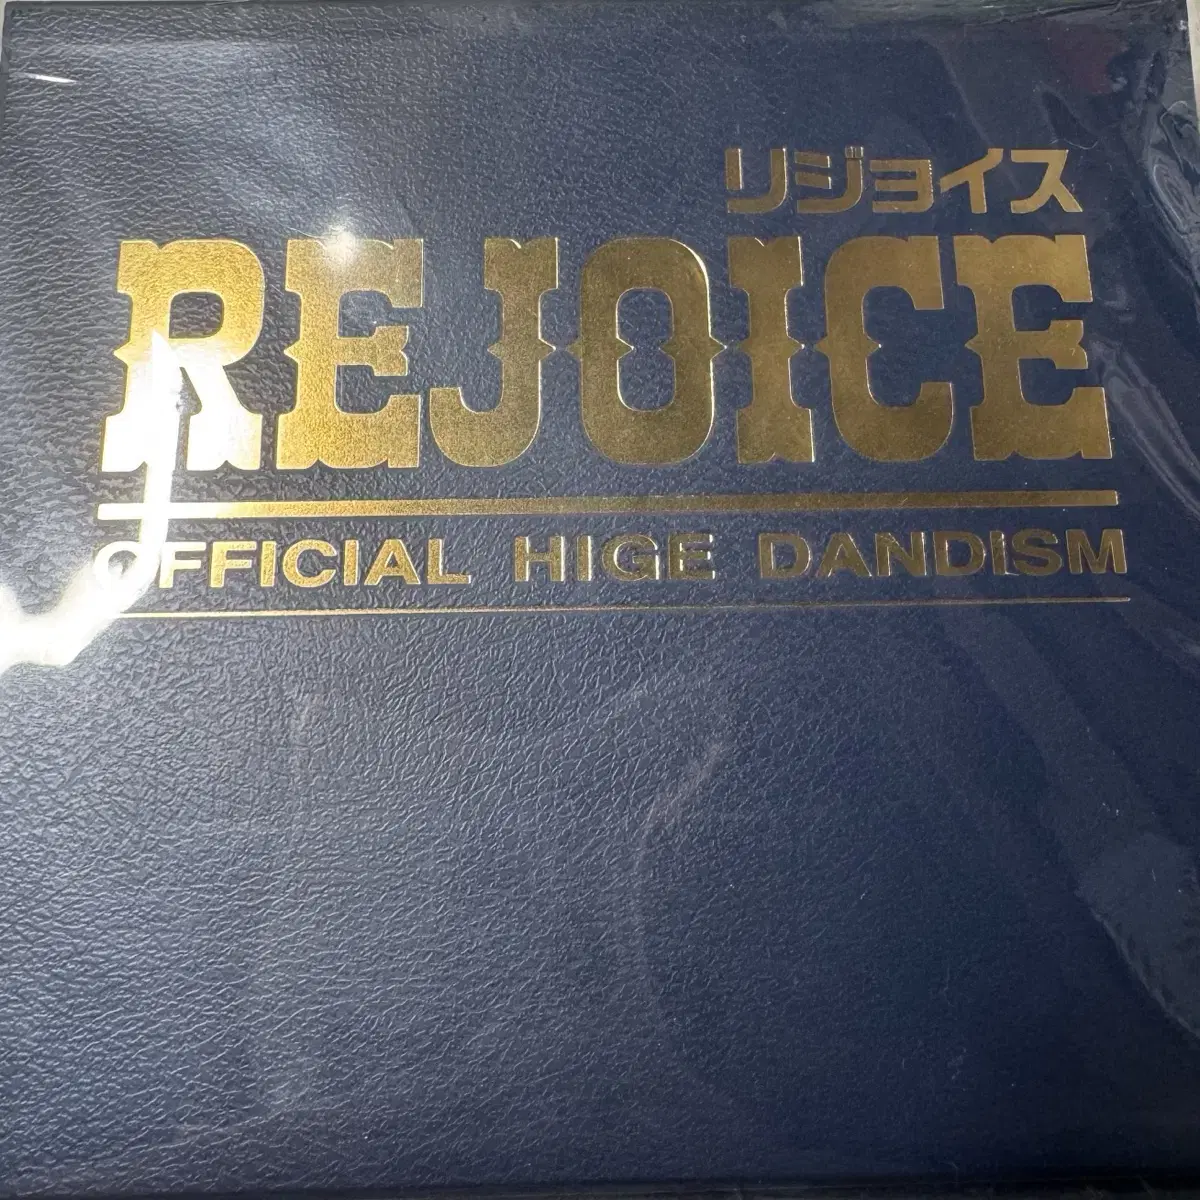 リジョイス
REJOICE
OFFICIAL HIGE DANDISM